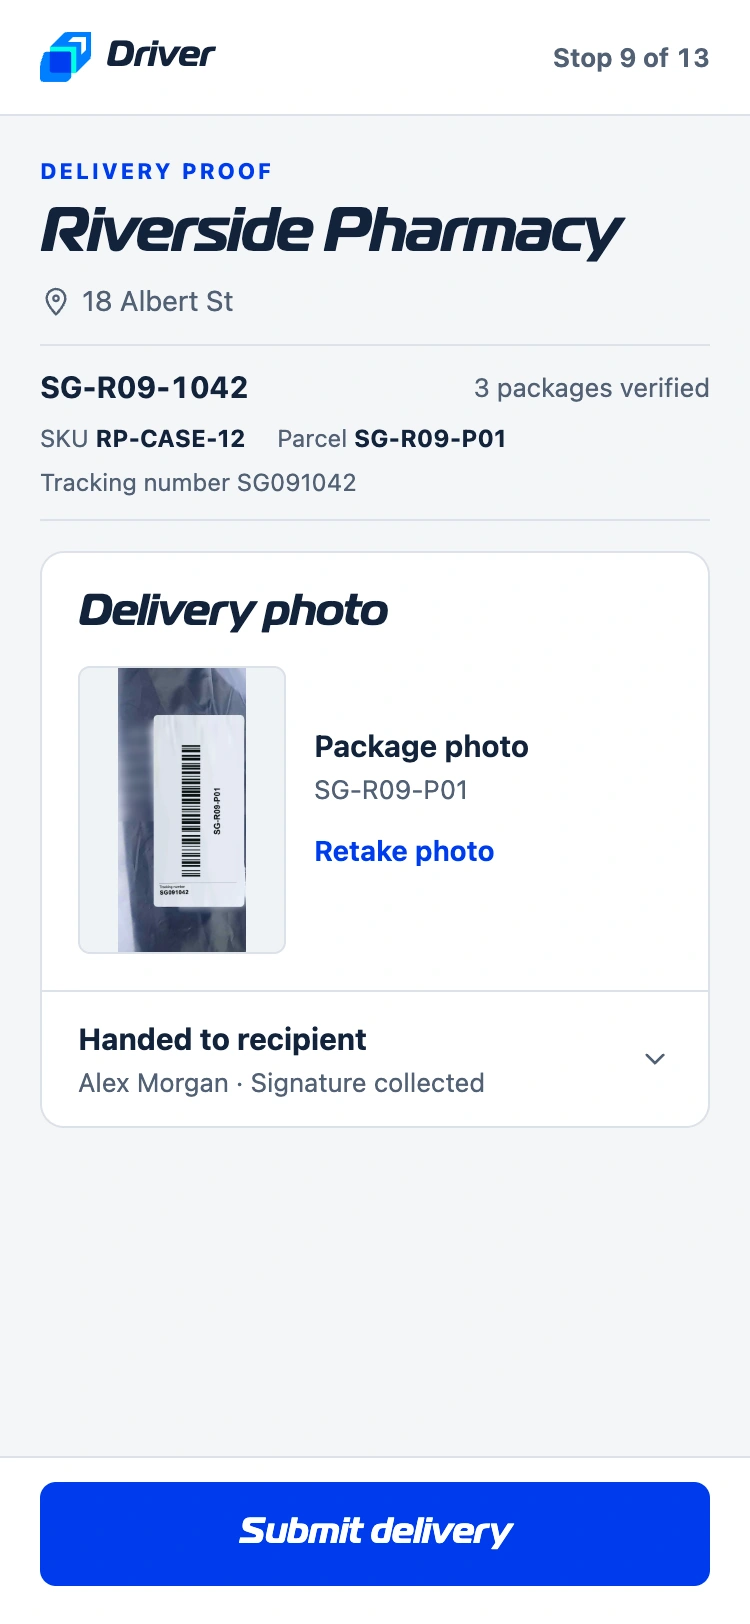 Driver
Stop 9 of 13
DELIVERY PROOF
Riverside Pharmacy
18 Albert St
SG-R09-1042
3 packages verified
SKU RP-CASE-12 Parcel SG-R09-P01
Tracking number SG091042
Delivery photo
SG-R09-P01
Tracking number
SG091042
Package photo
SG-R09-P01
Retake photo
Handed to recipient
Alex Morgan · Signature collected
Submit delivery